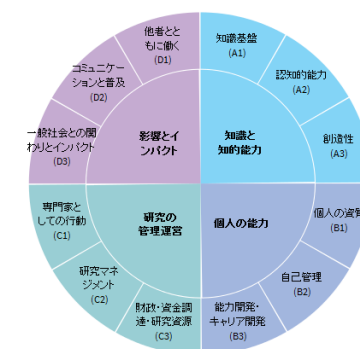 他者とと
もに働く
(D1)
知識基盤
(A1)
コミュニケー
ションと普及
(D2)
認知的能力
(A2)
一般社会との関
わりとインパクト
(D3)
影響とイ
ンパクト
知識と
知的能力
創造性
(A3)
専門家と
しての行動
(C1)
研究の
管理運営
個人の能力
個人の資質
(B1)
研究マネ
ジメント
(C2)
自己管理
(B2)
財政・資金調
達・研究資源
(C3)
能力開発・
キャリア開発
(B3)